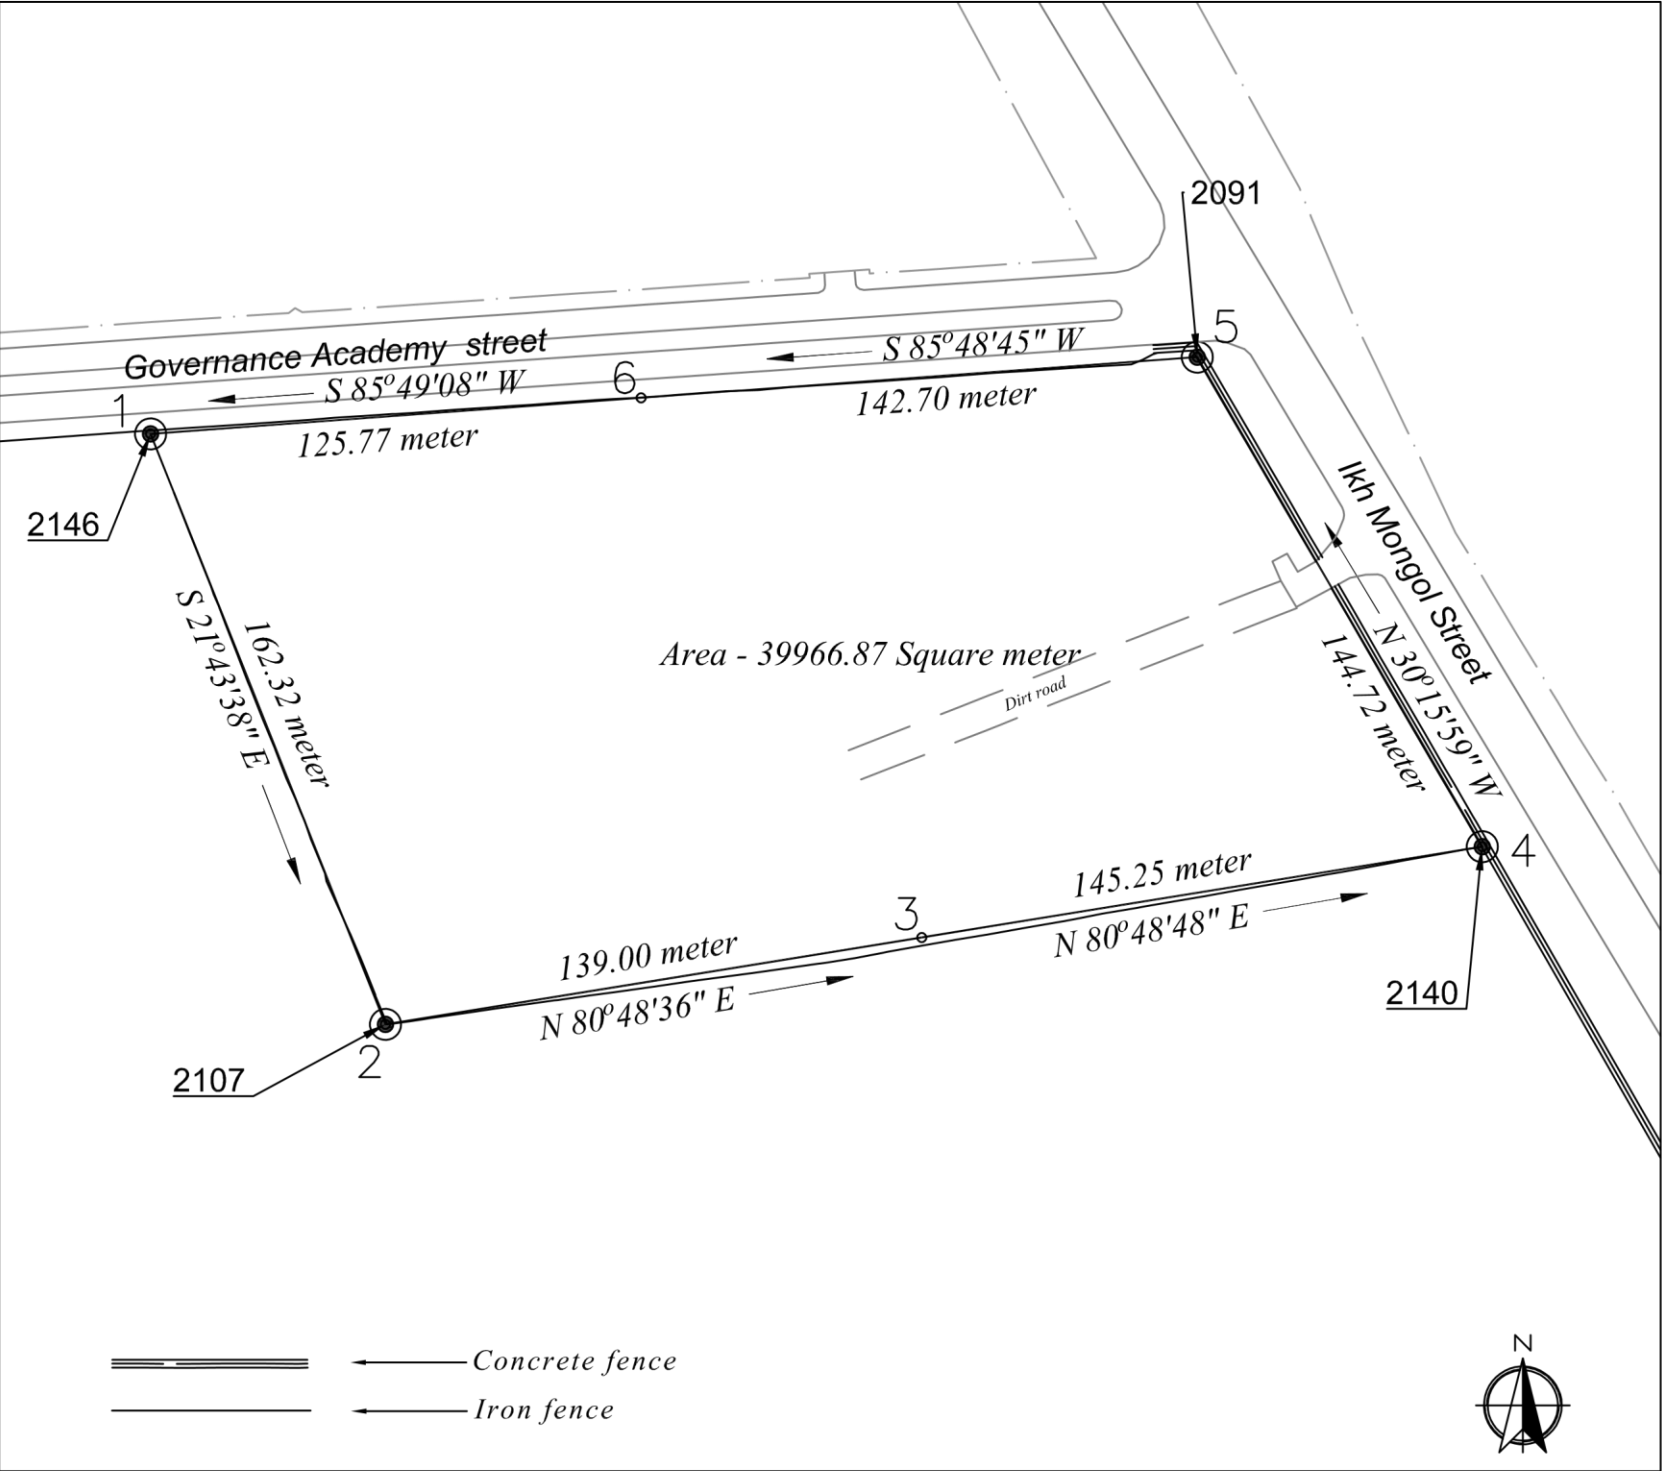 2091
5
Governance Academy street
S 85°48'45" W
S 85°49'08" W
6
1
142.70 meter
125.77 meter
2146
Ikh Mongol Street
S 21°43'38" E
162.32 meter
Area - 39966.87 Square meter
Dirt road
N 30°15'59" W
144.72 meter
4
145.25 meter
3
N 80°48'48" E
139.00 meter
N 80°48'36" E
2140
2
2107
N
Concrete fence
Iron fence